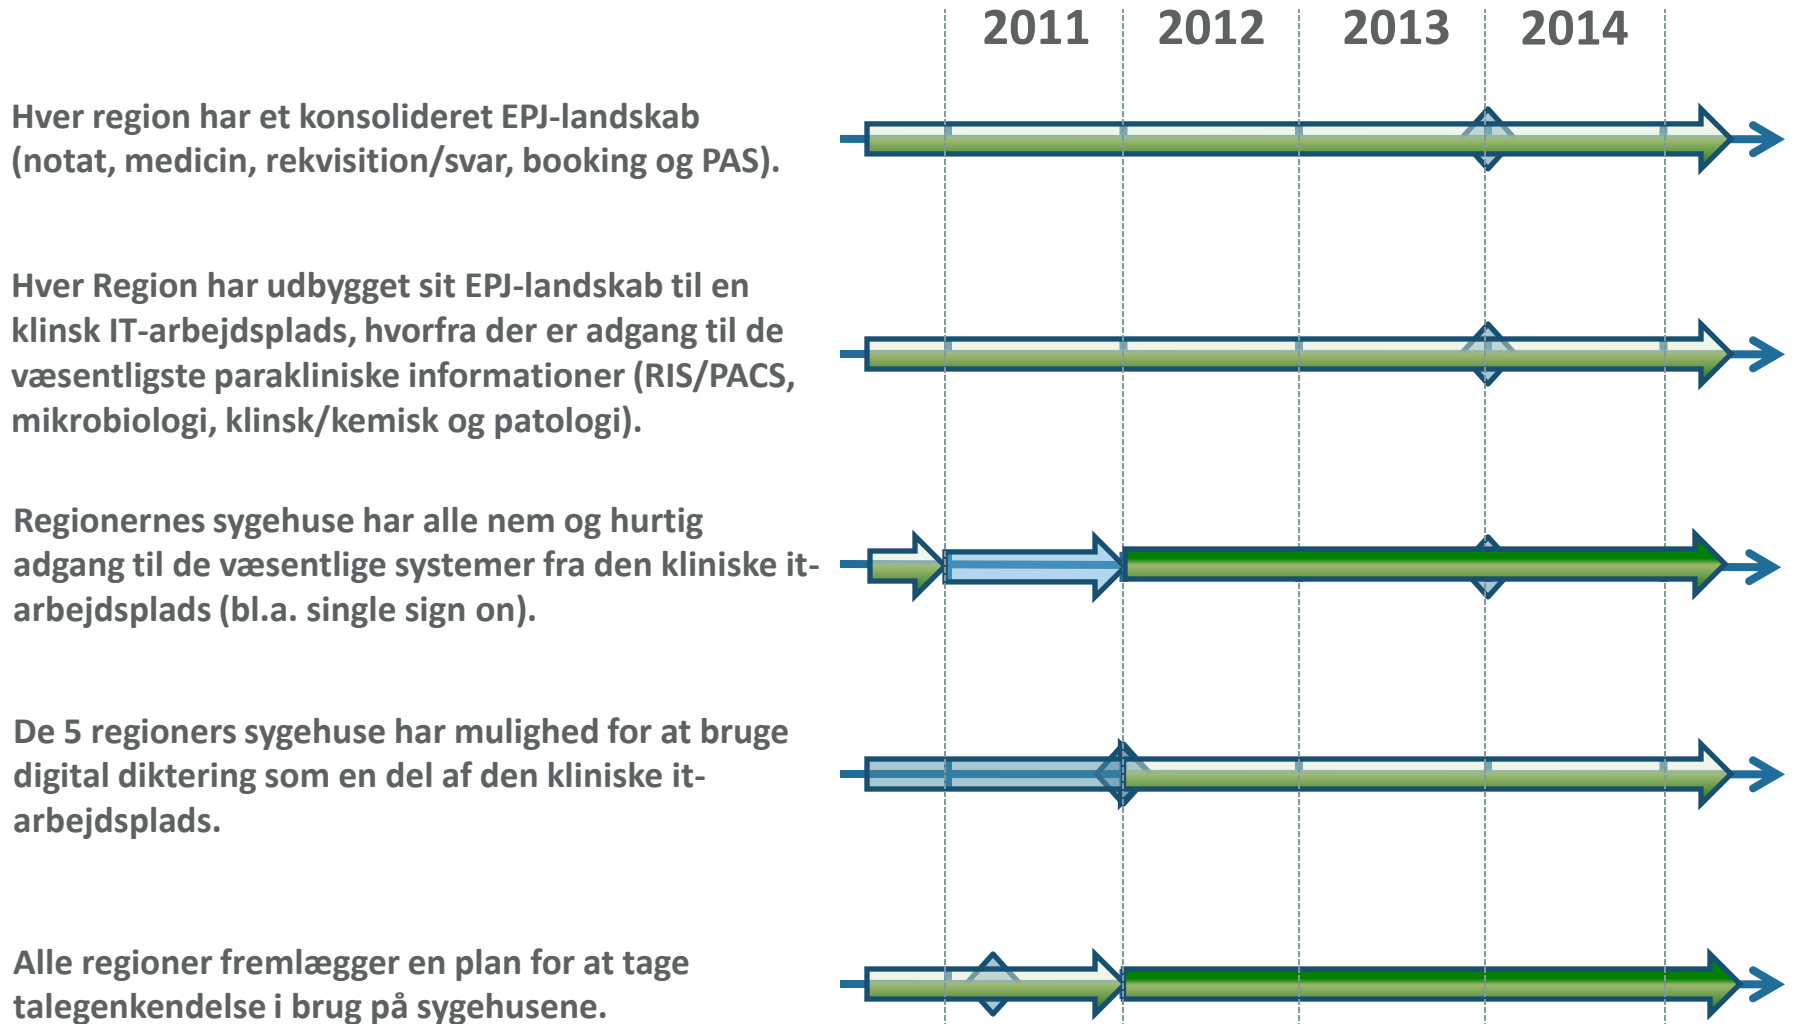 2011 2012 2013 2014
Hver region har et konsolideret EPJ-landskab
(notat, medicin, rekvisition/svar, booking og PAS).
Hver Region har udbygget sit EPJ-landskab til en
klinsk IT-arbejdsplads, hvorfra der er adgang til de
væsentligste parakliniske informationer (RIS/PACS,
mikrobiologi, klinsk/kemisk og patologi).
Regionernes sygehuse har alle nem og hurtig
adgang til de væsentlige systemer fra den kliniske it-
arbejdsplads (bl.a. single sign on).
De 5 regioners sygehuse har mulighed for at bruge
digital diktering som en del af den kliniske it-
arbejdsplads.
Alle regioner fremlægger en plan for at tage
talegenkendelse i brug på sygehusene.